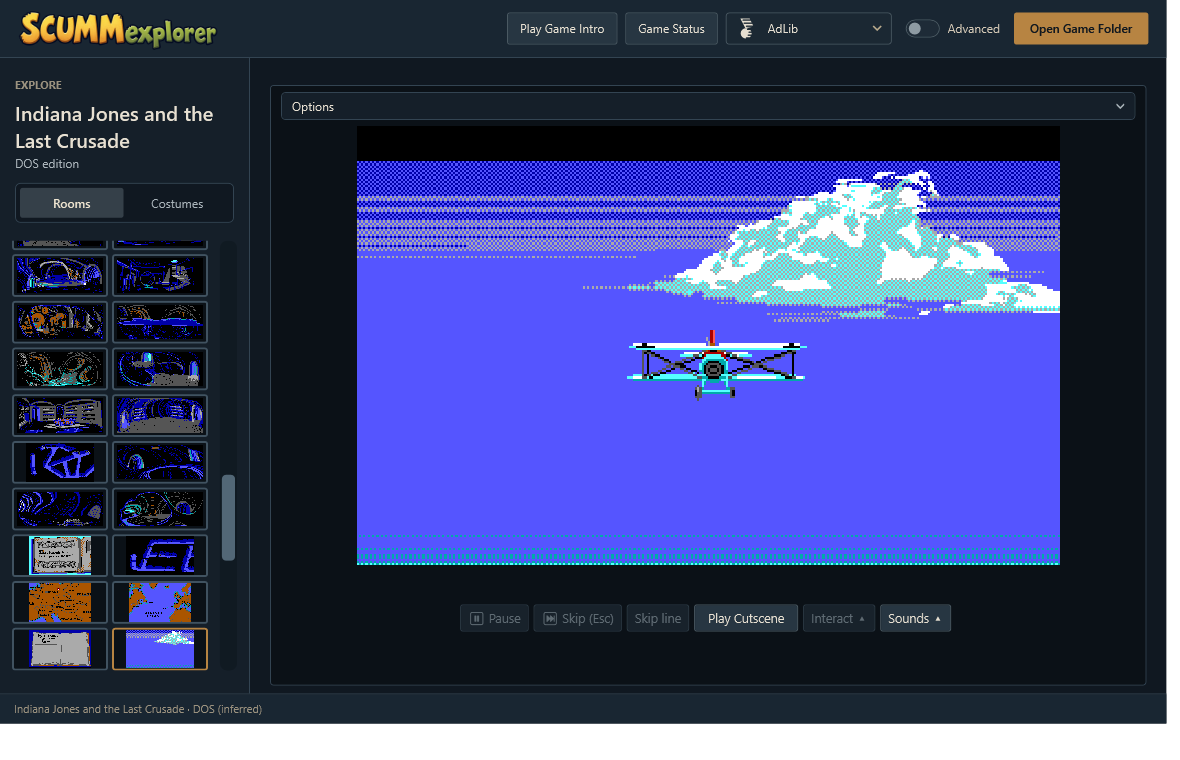 SCUMMexplorer
Play Game Intro
Game Status
AdLib
Advanced
Open Game Folder
EXPLORE
Indiana Jones and the
Last Crusade
DOS edition
Rooms
Costumes
Options
Pause
Skip (Esc)
Skip line
Play Cutscene
Interact ▲
Sounds ▲
Indiana Jones and the Last Crusade · DOS (inferred)